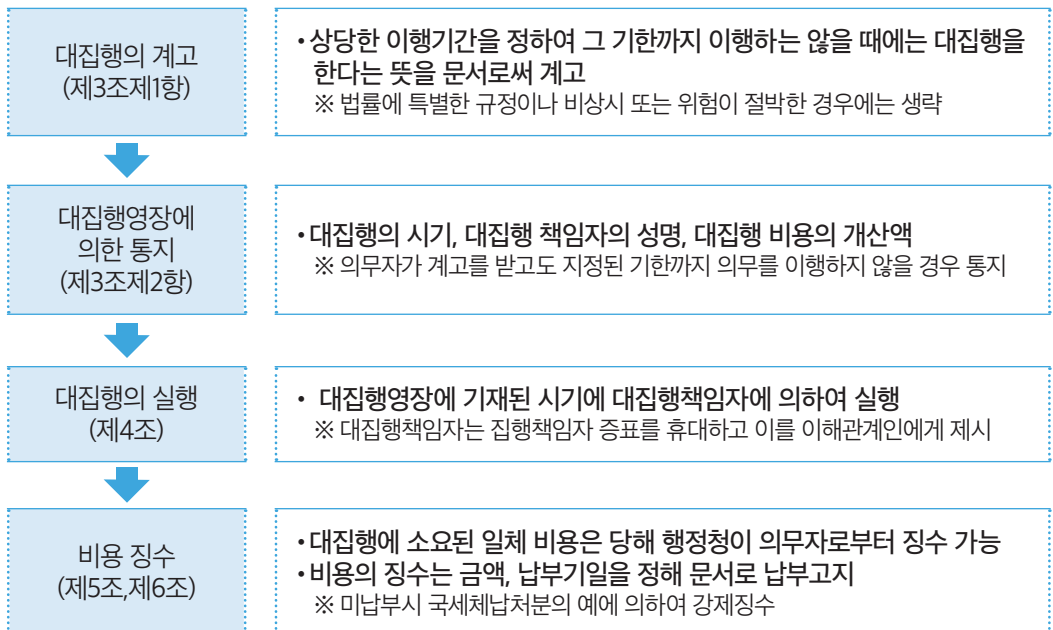 대집행의 계고
(제3조제1항)
•상당한 이행기간을 정하여 그 기한까지 이행하는 않을 때에는 대집행을
한다는 뜻을 문서로써 계고
※ 법률에 특별한 규정이나 비상시 또는 위험이 절박한 경우에는 생략
대집행영장에
의한 통지
(제3조제2항)
•대집행의 시기, 대집행 책임자의 성명, 대집행 비용의 개산액
※ 의무자가 계고를 받고도 지정된 기한까지 의무를 이행하지 않을 경우 통지
대집행의 실행
(제4조)
• 대집행영장에 기재된 시기에 대집행책임자에 의하여 실행
※ 대집행책임자는 집행책임자 증표를 휴대하고 이를 이해관계인에게 제시
비용 징수
(제5조,제6조)
•대집행에 소요된 일체 비용은 당해 행정청이 의무자로부터 징수 가능
•비용의 징수는 금액, 납부기일을 정해 문서로 납부고지
※ 미납부시 국세체납처분의 예에 의하여 강제징수